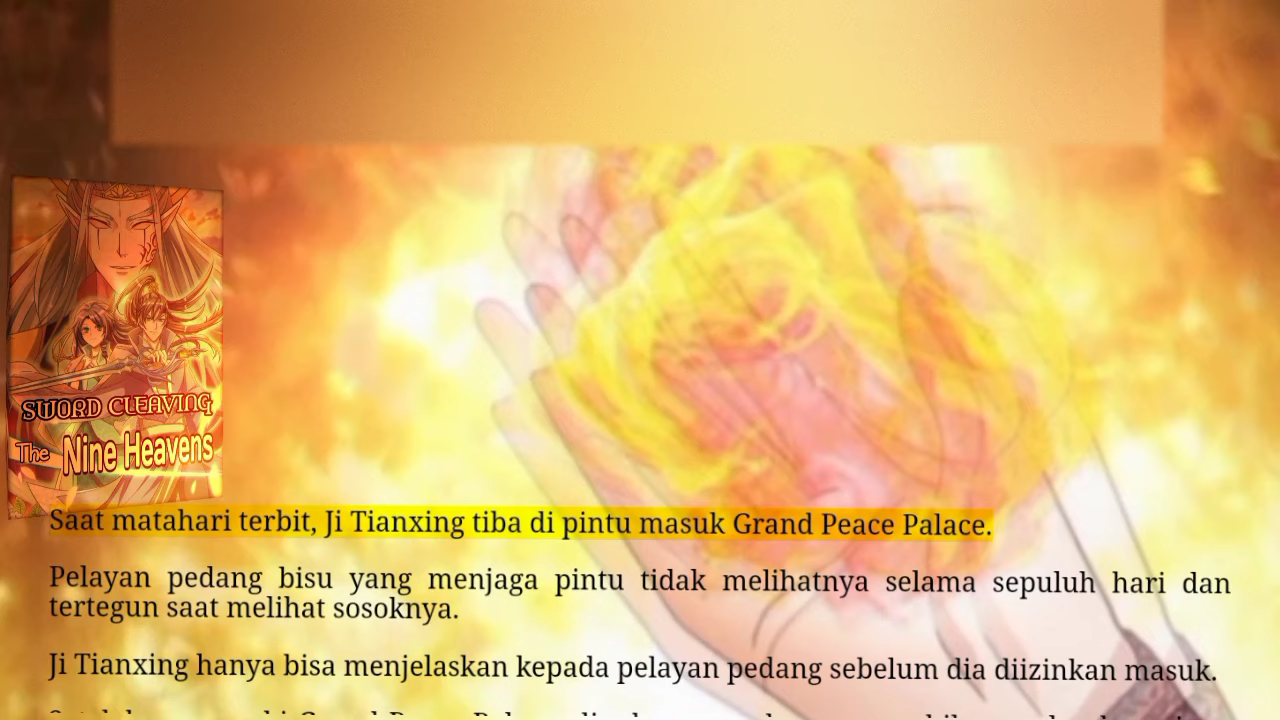 SWORD CLEAVING
The Nine Heavens
Saat matahari terbit, Ji Tianxing tiba di pintu masuk Grand Peace Palace.
Pelayan pedang bisu yang menjaga pintu tidak melihatnya selama sepuluh hari dan
tertegun saat melihat sosoknya.
Ji Tianxing hanya bisa menjelaskan kepada pelayan pedang sebelum dia diizinkan masuk.